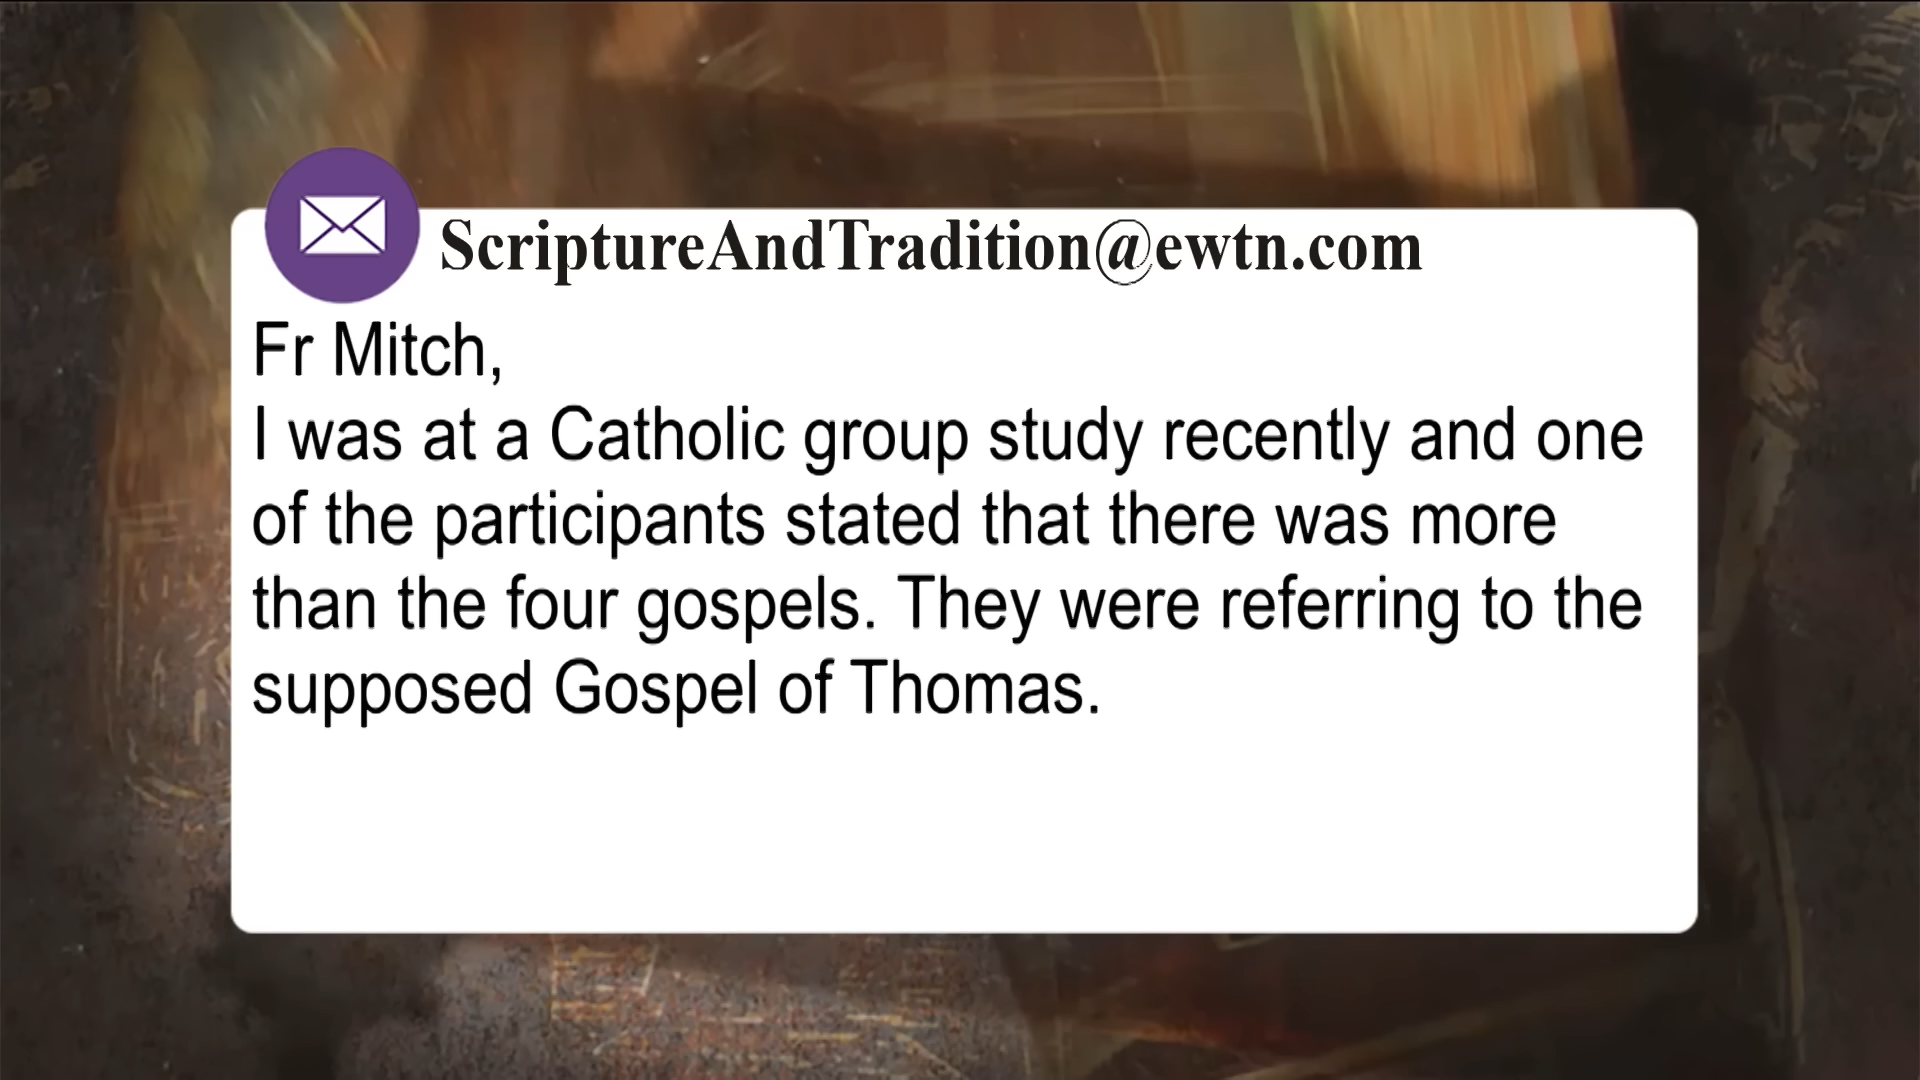 ScriptureAndTradition@ewtn.com
Fr Mitch,
I was at a Catholic group study recently and one
of the participants stated that there was more
than the four gospels. They were referring to the
supposed Gospel of Thomas.